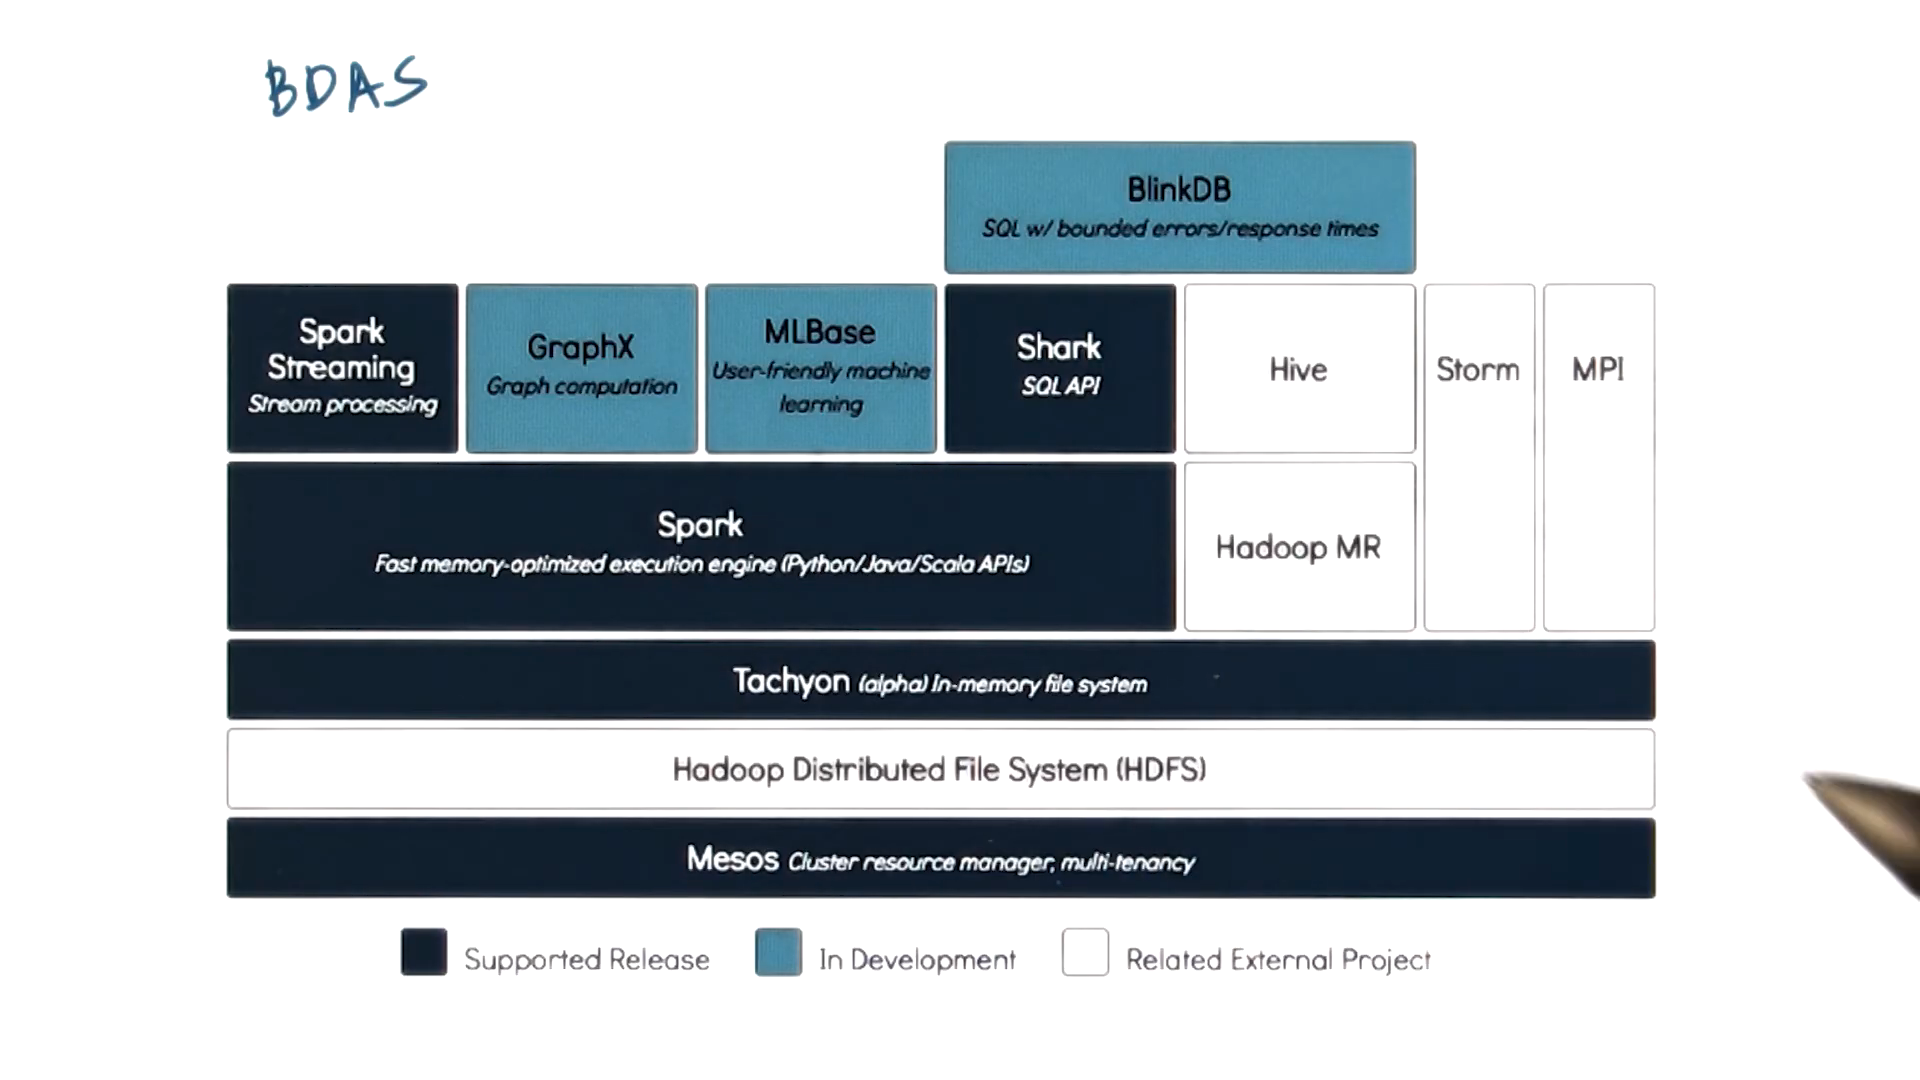 BDAS
BlinkDB
SQL w/ bounded errors/response times
Spark
Streaming
Stream processing
GraphX
Graph computation
MLBase
User-friendly machine
learning
Shark
SQL API
Hive
Storm
MPI
Spark
Fast memory-optimized execution engine (Python/Java/Scala APIs)
Hadoop MR
Tachyon (alpha) In-memory file system
Hadoop Distributed File System (HDFS)
Mesos Cluster resource manager, multi-tenancy
Supported Release
In Development
Related External Project